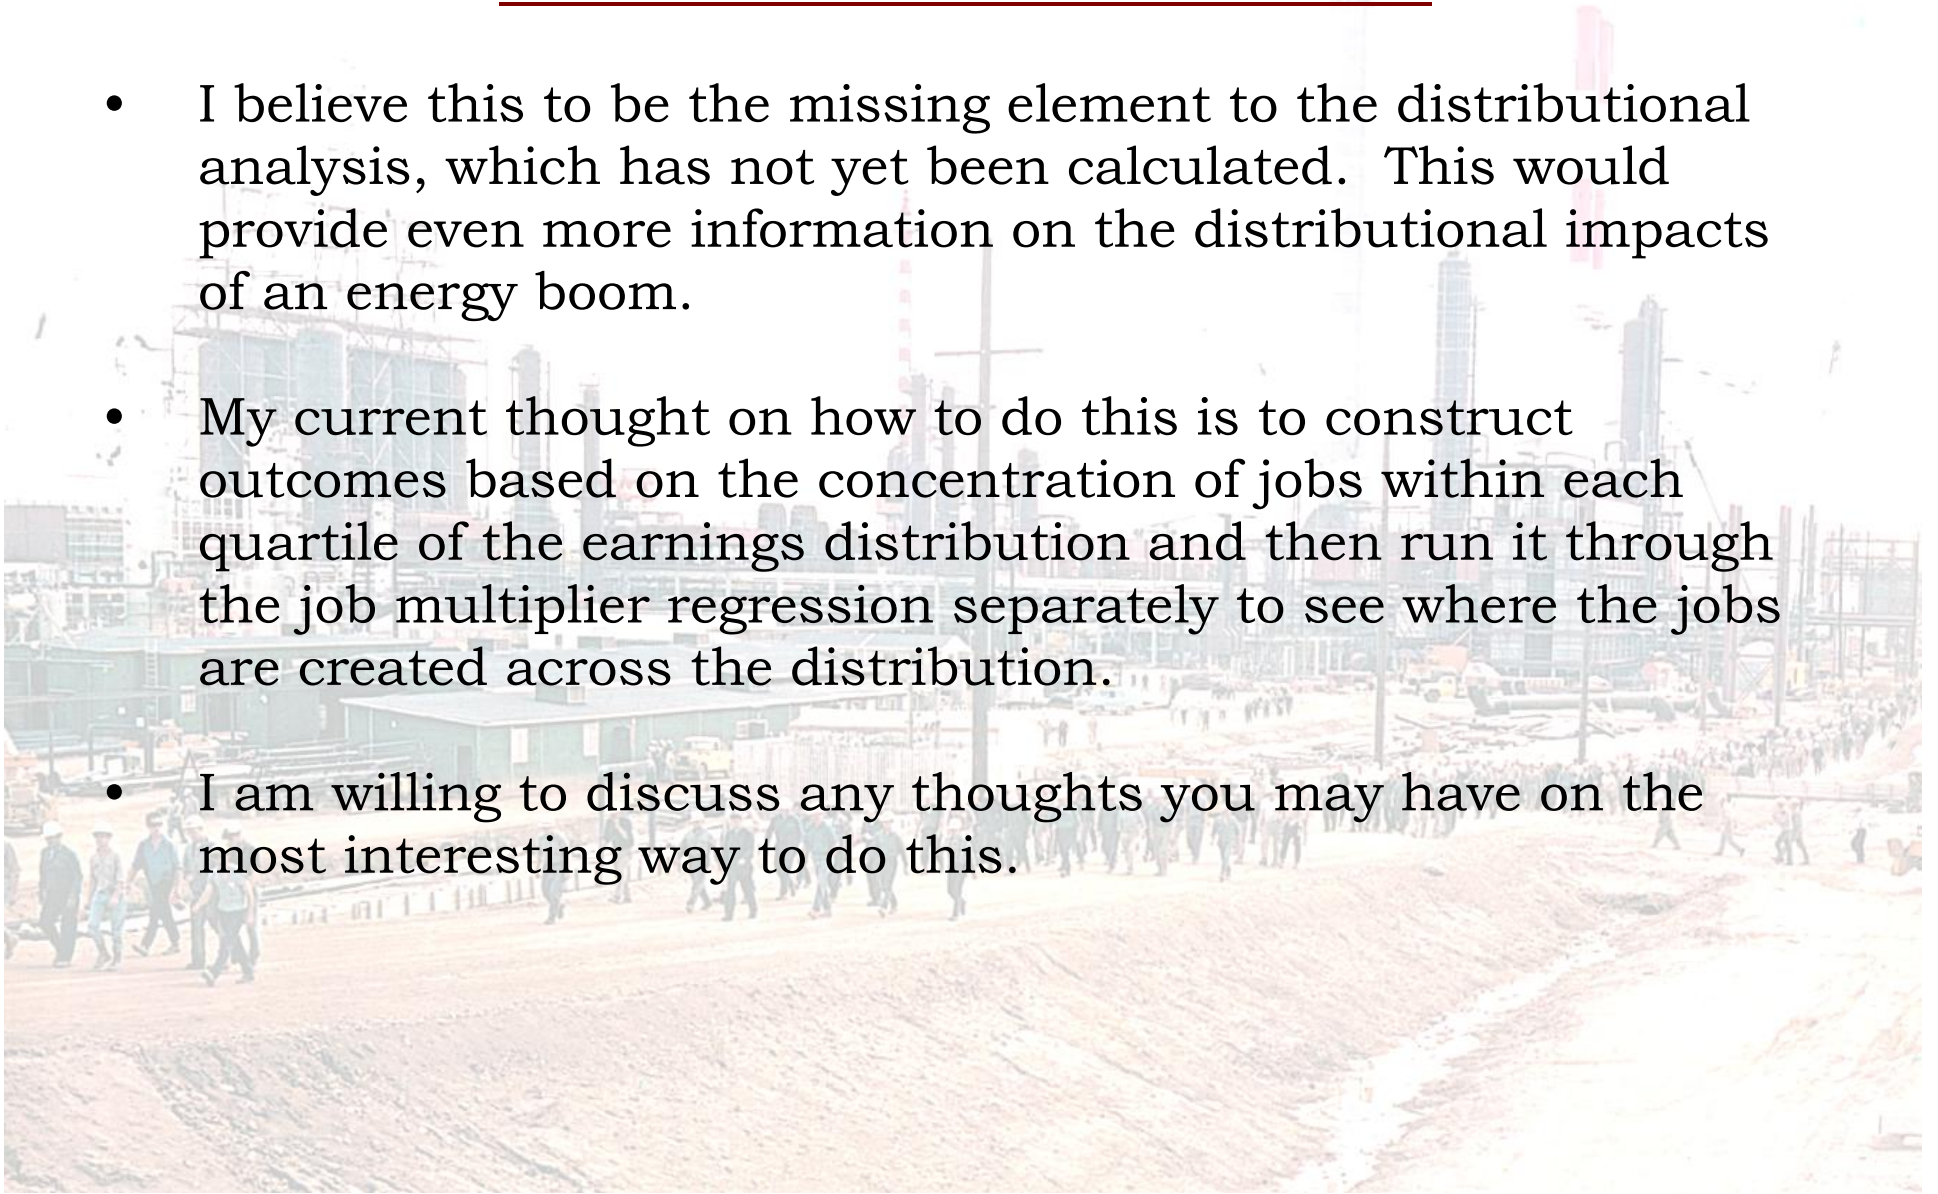 • I believe this to be the missing element to the distributional
analysis, which has not yet been calculated.  This would
provide even more information on the distributional impacts
of an energy boom.
• My current thought on how to do this is to construct
outcomes based on the concentration of jobs within each
quartile of the earnings distribution and then run it through
the job multiplier regression separately to see where the jobs
are created across the distribution.
• I am willing to discuss any thoughts you may have on the
most interesting way to do this.